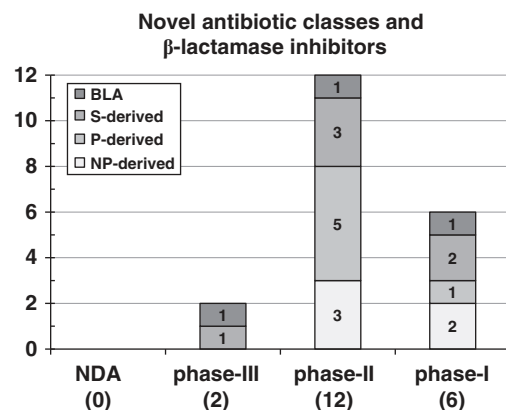 Novel antibiotic classes and
β-lactamase inhibitors
12
10
8
6
4
2
0
BLA
S-derived
P-derived
NP-derived
1
1
1
3
5
3
1
2
1
2
NDA phase-III phase-II phase-I
(0) (2) (12) (6)